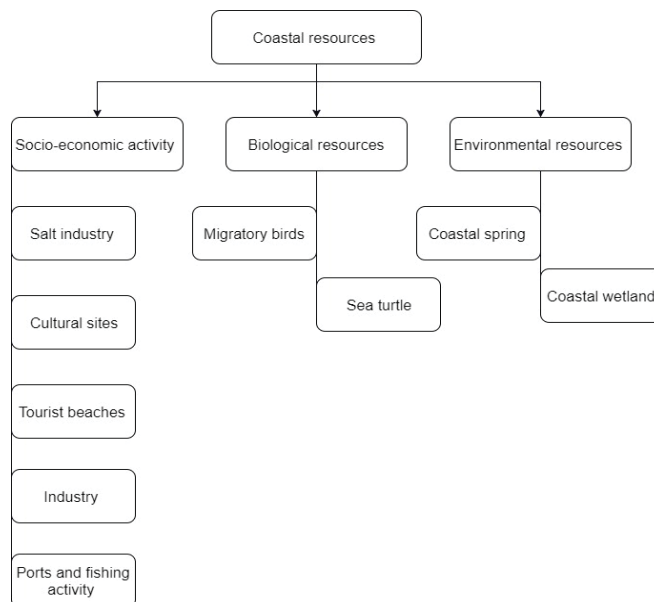 Coastal resources
Socio-economic activity
Biological resources
Environmental resources
Salt industry
Migratory birds
Coastal spring
Sea turtle
Coastal wetland
Cultural sites
Tourist beaches
Industry
Ports and fishing
activity